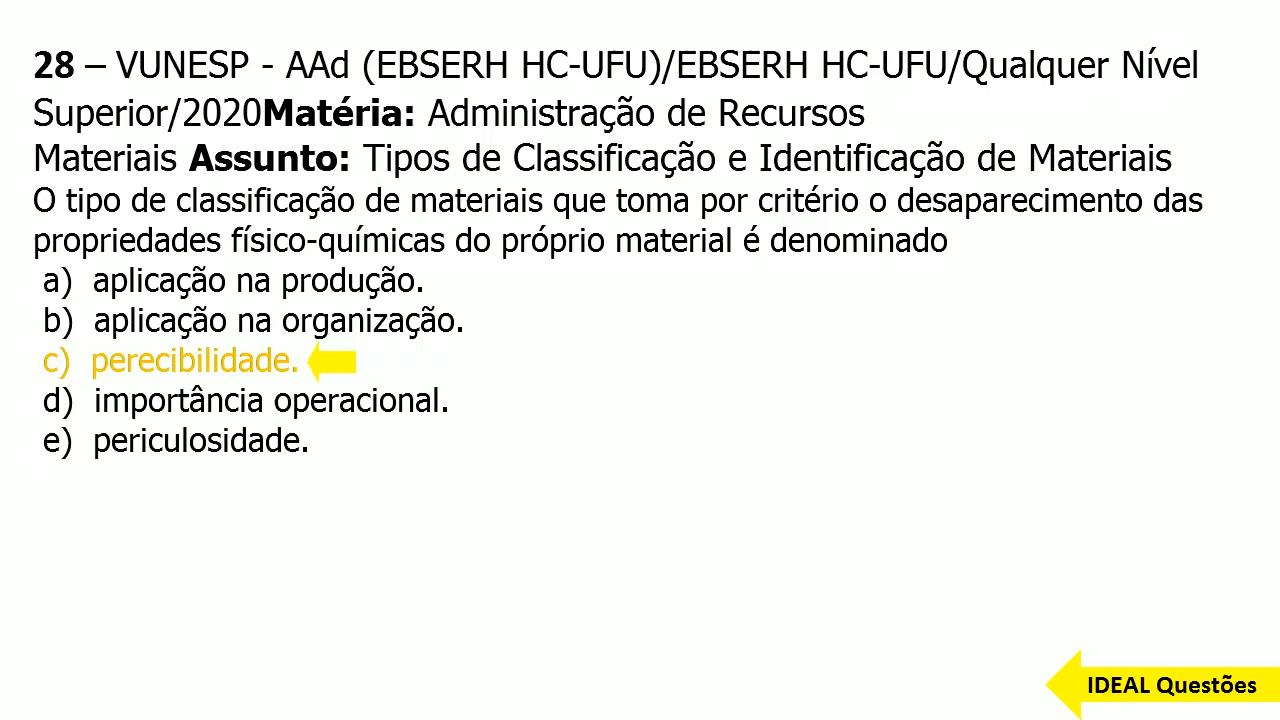 28 – VUNESP - AAd (EBSERH HC-UFU)/EBSERH HC-UFU/Qualquer Nível
Superior/2020Matéria: Administração de Recursos
Materiais Assunto: Tipos de Classificação e Identificação de Materiais
O tipo de classificação de materiais que toma por critério o desaparecimento das
propriedades físico-químicas do próprio material é denominado
a) aplicação na produção.
b) aplicação na organização.
c) perecibilidade.
d) importância operacional.
e) periculosidade.
IDEAL Questões